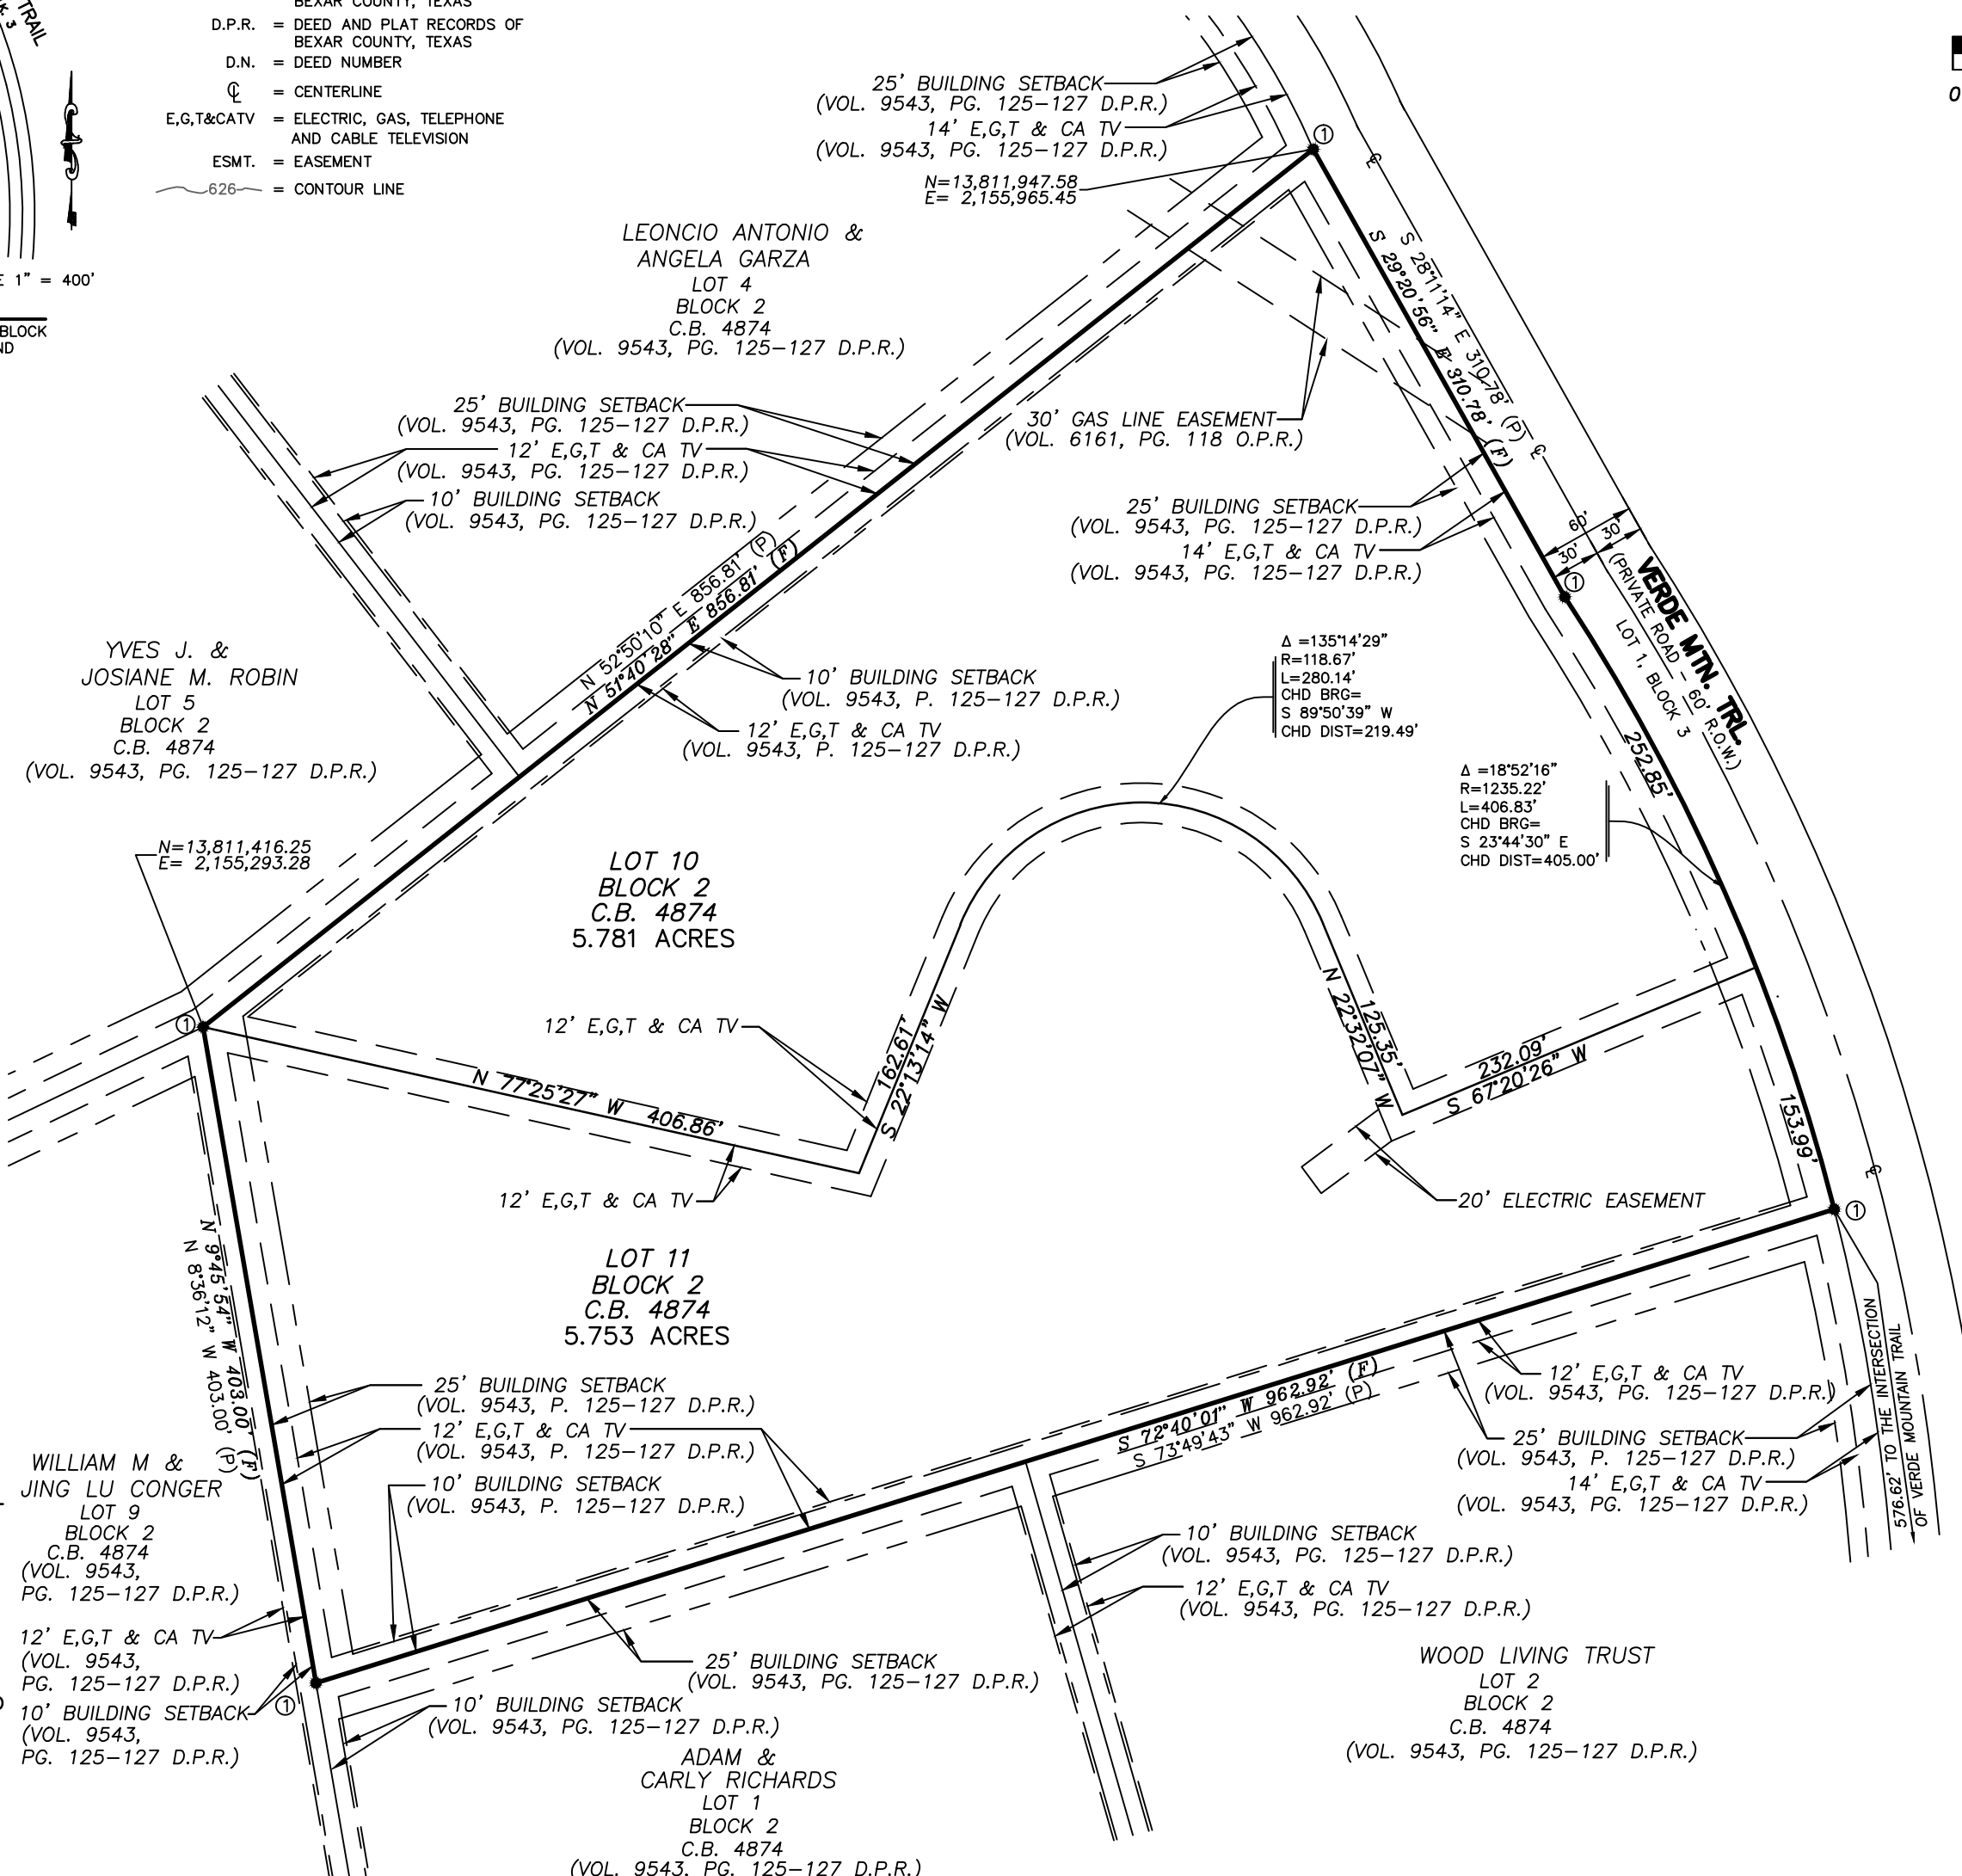 TRAIL
K 3
BEXAR COUNTY, TEXAS
D.P.R. = DEED AND PLAT RECORDS OF
BEXAR COUNTY, TEXAS
D.N. = DEED NUMBER
℄ = CENTERLINE
E,G,T&CATV = ELECTRIC, GAS, TELEPHONE
AND CABLE TELEVISION
ESMT. = EASEMENT
626 = CONTOUR LINE
E 1" = 400'
BLOCK
ND
0
25' BUILDING SETBACK
(VOL. 9543, PG. 125-127 D.P.R.)
14' E,G,T & CA TV
(VOL. 9543, PG. 125-127 D.P.R.)
N=13,811,947.58
E= 2,155,965.45
1
℄
LEONCIO ANTONIO &
ANGELA GARZA
LOT 4
BLOCK 2
C.B. 4874
(VOL. 9543, PG. 125-127 D.P.R.)
S 28°11'14" E 310.78' (P)
S 29°20'56" E 310.78' (F)
℄
25' BUILDING SETBACK
(VOL. 9543, PG. 125-127 D.P.R.)
12' E,G,T & CA TV
(VOL. 9543, PG. 125-127 D.P.R.)
10' BUILDING SETBACK
(VOL. 9543, PG. 125-127 D.P.R.)
30' GAS LINE EASEMENT
(VOL. 6161, PG. 118 O.P.R.)
25' BUILDING SETBACK
(VOL. 9543, PG. 125-127 D.P.R.)
14' E,G,T & CA TV
(VOL. 9543, PG. 125-127 D.P.R.)
60'
30'
30'
1
VERDE MTN. TRL.
(PRIVATE ROAD - 60' R.O.W.)
LOT 1, BLOCK 3
N 52°50'10" E 856.81' (P)
N 51°40'28" E 856.81' (F)
YVES J. &
JOSIANE M. ROBIN
LOT 5
BLOCK 2
C.B. 4874
(VOL. 9543, PG. 125-127 D.P.R.)
10' BUILDING SETBACK
(VOL. 9543, P. 125-127 D.P.R.)
12' E,G,T & CA TV
(VOL. 9543, P. 125-127 D.P.R.)
Δ =135°14'29"
R=118.67'
L=280.14'
CHD BRG=
S 89°50'39" W
CHD DIST=219.49'
252.85'
Δ =18°52'16"
R=1235.22'
L=406.83'
CHD BRG=
S 23°44'30" E
CHD DIST=405.00'
N=13,811,416.25
E= 2,155,293.28
1
LOT 10
BLOCK 2
C.B. 4874
5.781 ACRES
12' E,G,T & CA TV
162.61'
S 22°13'14" W
N 77°25'27" W 406.86'
12' E,G,T & CA TV
125.35'
N 22°32'07" W
232.09'
S 67°20'26" W
153.99'
20' ELECTRIC EASEMENT
℄
1
N 9°45'54" W 403.00' (F)
N 8°36'12" W 403.00' (P)
LOT 11
BLOCK 2
C.B. 4874
5.753 ACRES
25' BUILDING SETBACK
(VOL. 9543, P. 125-127 D.P.R.)
12' E,G,T & CA TV
(VOL. 9543, P. 125-127 D.P.R.)
10' BUILDING SETBACK
(VOL. 9543, P. 125-127 D.P.R.)
S 72°40'01" W 962.92' (F)
S 73°49'43" W 962.92' (P)
12' E,G,T & CA TV
(VOL. 9543, PG. 125-127 D.P.R.)
25' BUILDING SETBACK
(VOL. 9543, P. 125-127 D.P.R.)
14' E,G,T & CA TV
(VOL. 9543, PG. 125-127 D.P.R.)
576.62' TO THE INTERSECTION
OF VERDE MOUNTAIN TRAIL
WILLIAM M &
JING LU CONGER
LOT 9
BLOCK 2
C.B. 4874
(VOL. 9543,
PG. 125-127 D.P.R.)
12' E,G,T & CA TV
(VOL. 9543,
PG. 125-127 D.P.R.)
10' BUILDING SETBACK
(VOL. 9543,
PG. 125-127 D.P.R.)
1
10' BUILDING SETBACK
(VOL. 9543, PG. 125-127 D.P.R.)
12' E,G,T & CA TV
(VOL. 9543, PG. 125-127 D.P.R.)
25' BUILDING SETBACK
(VOL. 9543, PG. 125-127 D.P.R.)
10' BUILDING SETBACK
(VOL. 9543, PG. 125-127 D.P.R.)
WOOD LIVING TRUST
LOT 2
BLOCK 2
C.B. 4874
(VOL. 9543, PG. 125-127 D.P.R.)
ADAM &
CARLY RICHARDS
LOT 1
BLOCK 2
C.B. 4874
(VOL. 9543, PG. 125-127 D.P.R.)